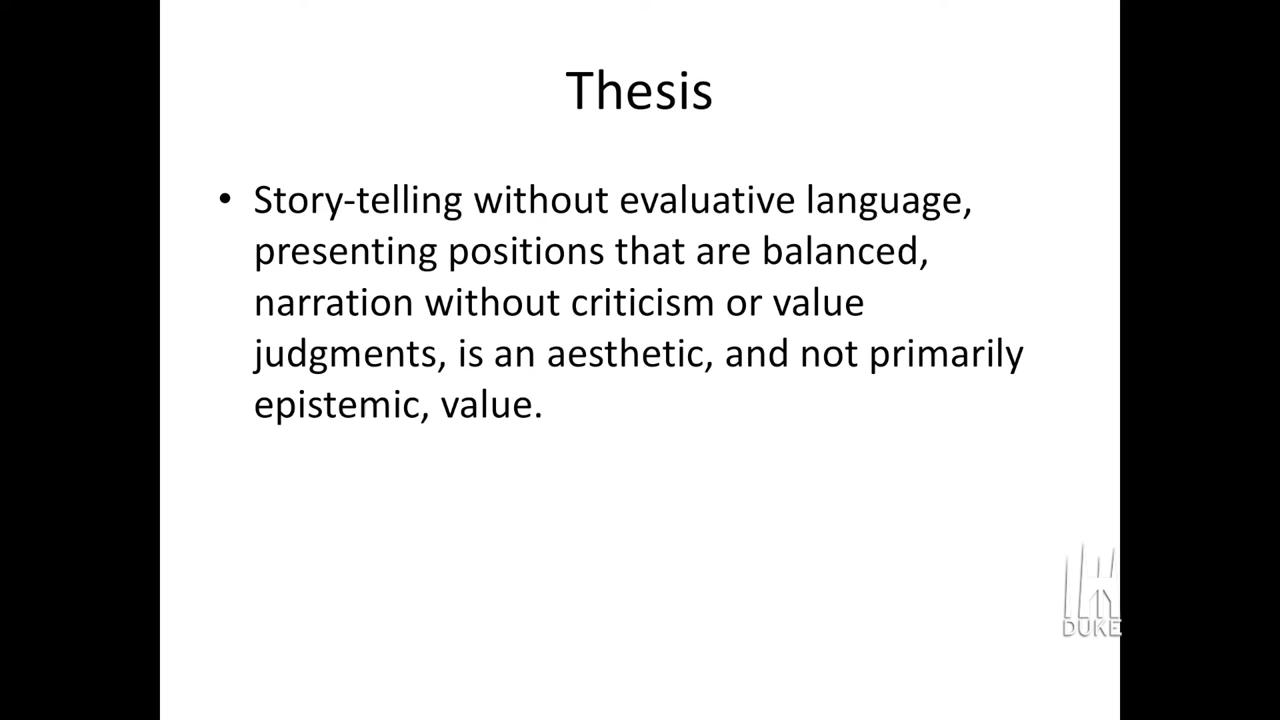 Thesis
• Story-telling without evaluative language,
presenting positions that are balanced,
narration without criticism or value
judgments, is an aesthetic, and not primarily
epistemic, value.
DUKE